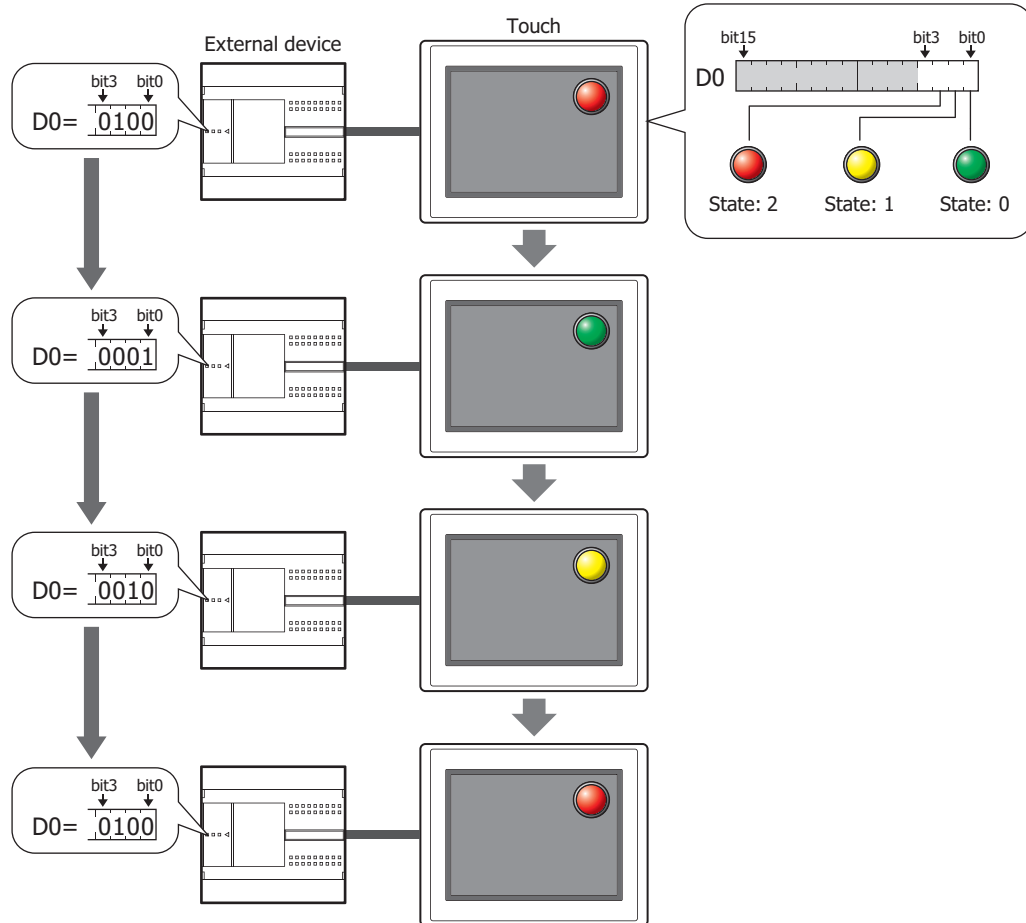 External device
Touch
bit15
bit3
bit0
D0
State: 2
State: 1
State: 0
bit3 bit0
D0= 0100
bit3 bit0
D0= 0001
bit3 bit0
D0= 0010
bit3 bit0
D0= 0100